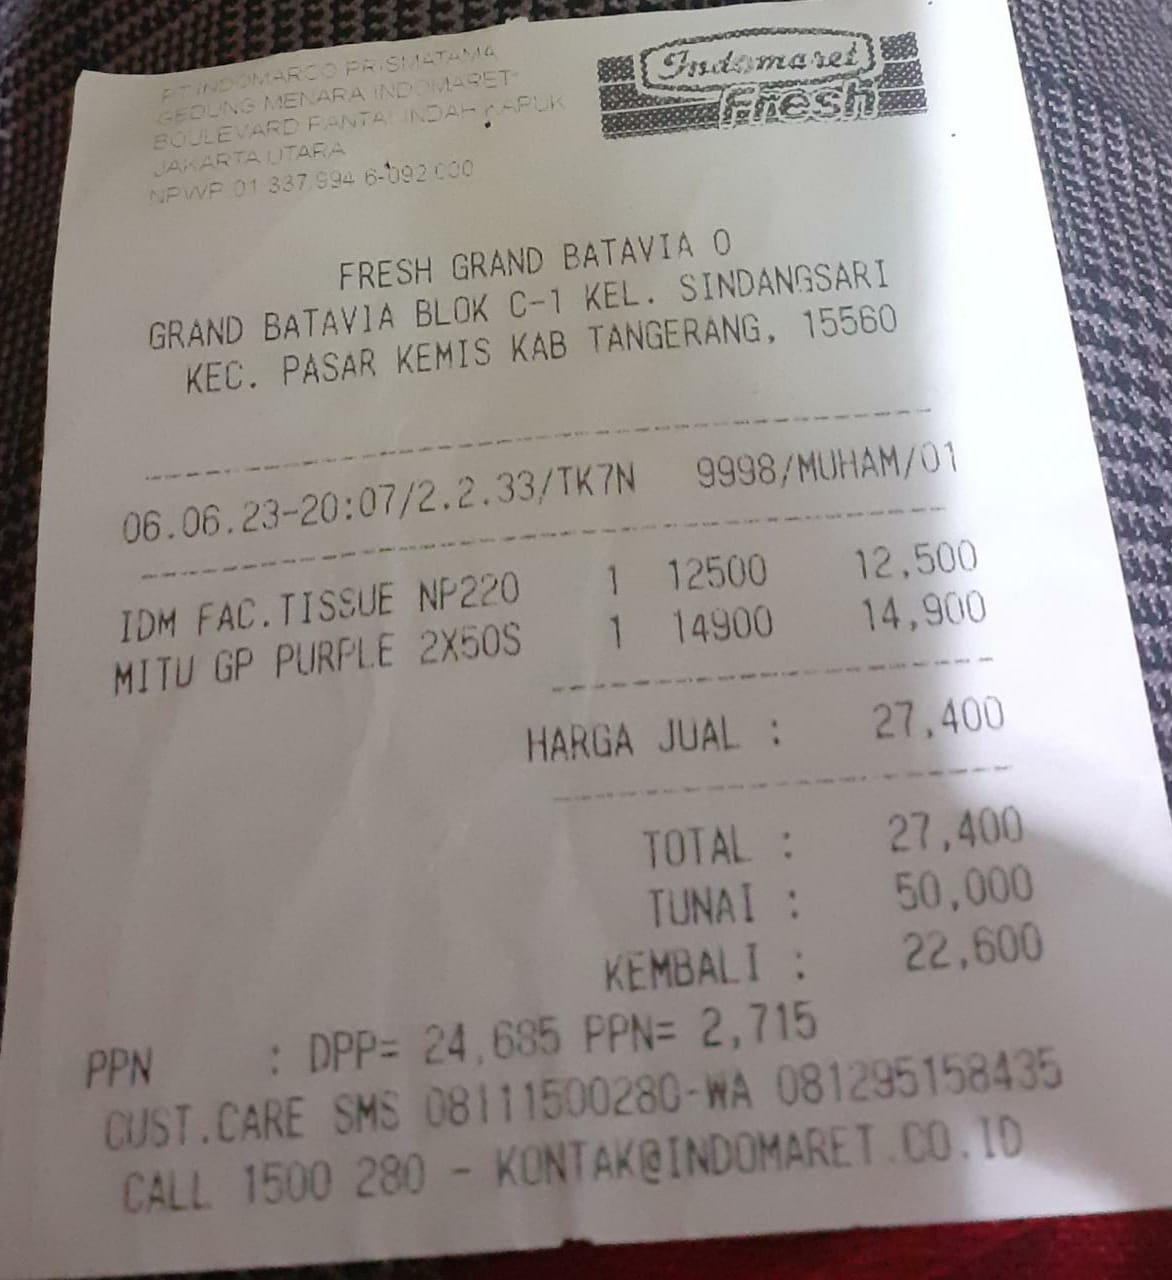 PT.INDOMARCO PRISMATAMA
GEDUNG MENARA INDOMARET
BOULEVARD PANTAI INDAH KAPUK
JAKARTA UTARA
NPWP 01 337 994 6-092 000
Indomaret
Fresh
FRESH GRAND BATAVIA 0
GRAND BATAVIA BLOK C-1 KEL. SINDANGSARI
KEC. PASAR KEMIS KAB TANGERANG, 15560
06.06.23-20:07/2.2.33/TK7N 9998/MUHAM/01
IDM FAC.TISSUE NP220 1 12500 12,500
MITU GP PURPLE 2X50S 1 14900 14,900
HARGA JUAL : 27,400
TOTAL : 27,400
TUNAI : 50,000
KEMBALI : 22,600
PPN : DPP= 24,685 PPN= 2,715
CUST.CARE SMS 08111500280-WA 081295158435
CALL 1500 280 - KONTAK@INDOMARET.CO.ID